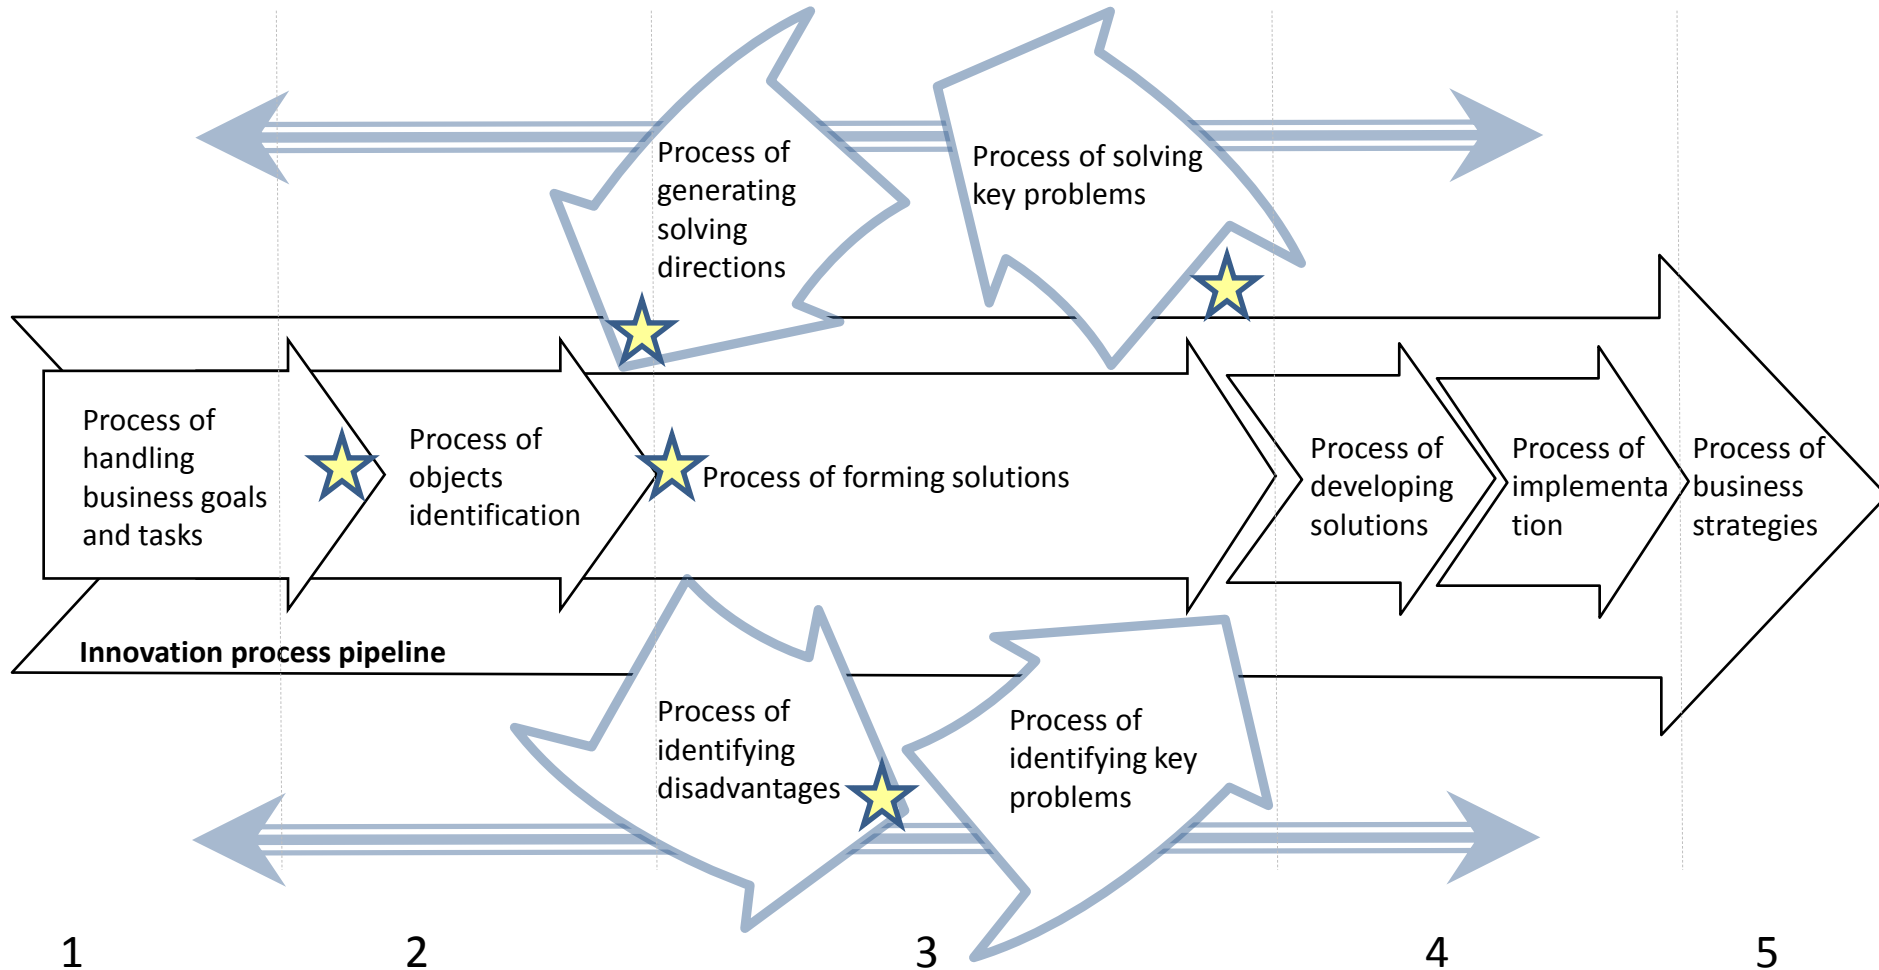 Process of
generating
solving
directions
Process of solving
key problems
Process of
handling
business goals
and tasks
Process of
objects
identification
Process of forming solutions
Process of
developing
solutions
Process of
implementa
tion
Process of
business
strategies
Innovation process pipeline
Process of
identifying
disadvantages
Process of
identifying key
problems
1
2
3
4
5